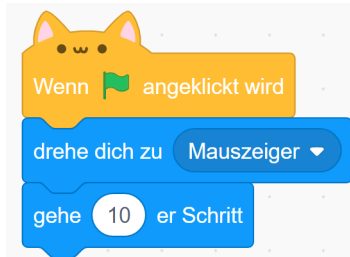 Wenn angeklickt wird
drehe dich zu Mauszeiger
gehe 10 er Schritt